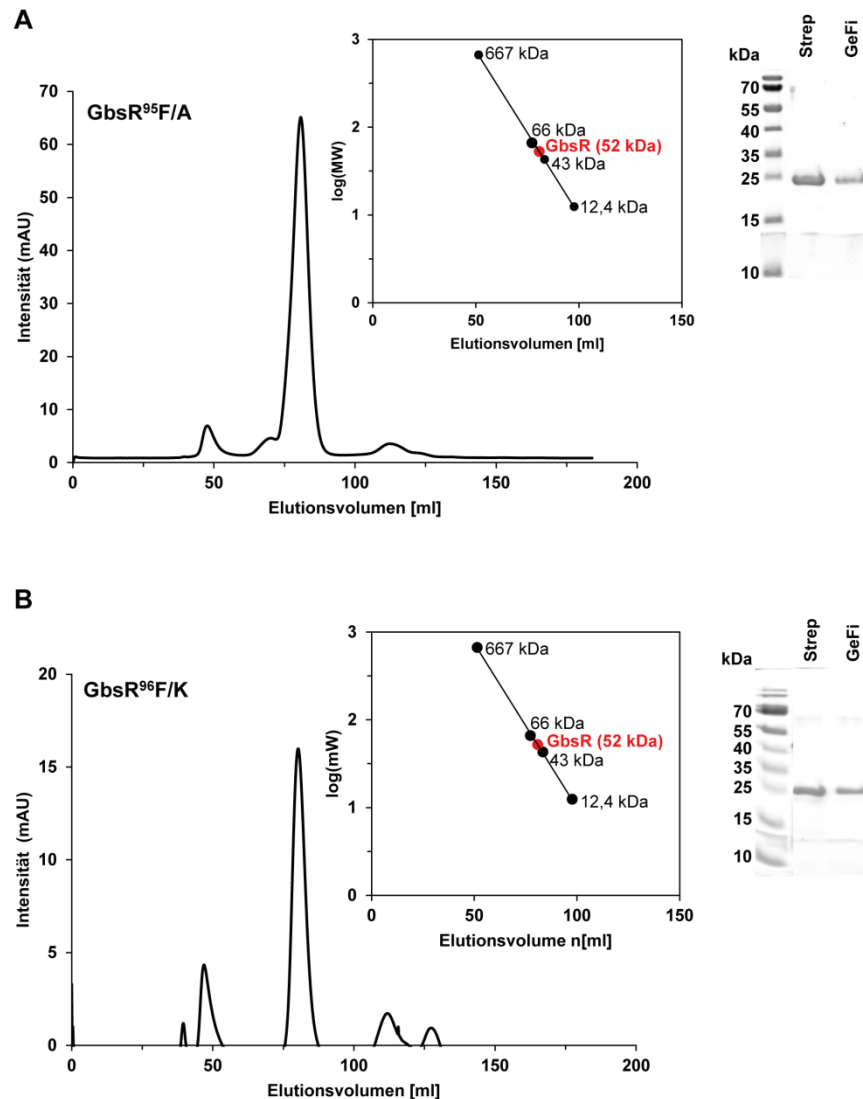 A
GbsR⁹⁵F/A
Intensität (mAU)
70
60
50
40
30
20
10
0
0
50
100
150
200
Elutionsvolumen [ml]
log(MW)
3
2
1
0
667 kDa
66 kDa
GbsR (52 kDa)
43 kDa
12,4 kDa
0
50
100
150
Elutionsvolumen [ml]
kDa
Strep
GeFi
70
55
40
35
25
15
10
B
GbsR⁹⁶F/K
Intensität (mAU)
20
15
10
5
0
0
50
100
150
200
Elutionsvolumen [ml]
log(mW)
3
2
1
0
667 kDa
66 kDa
GbsR (52 kDa)
43 kDa
12,4 kDa
0
50
100
150
Elutionsvolume n[ml]
kDa
Strep
GeFi
70
55
40
35
25
15
10